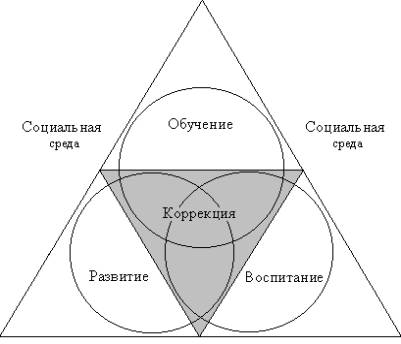 Обучение
Социальная
среда
Социальная
среда
Коррекция
Развитие
Воспитание